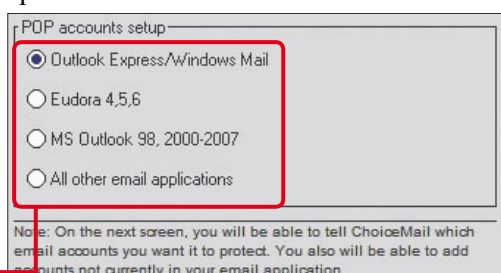 POP accounts setup
Outlook Express/Windows Mail
Eudora 4,5,6
MS Outlook 98, 2000-2007
All other email applications
Note: On the next screen, you will be able to tell ChoiceMail which
email accounts you want it to protect. You also will be able to add
accounts not currently in your email application.